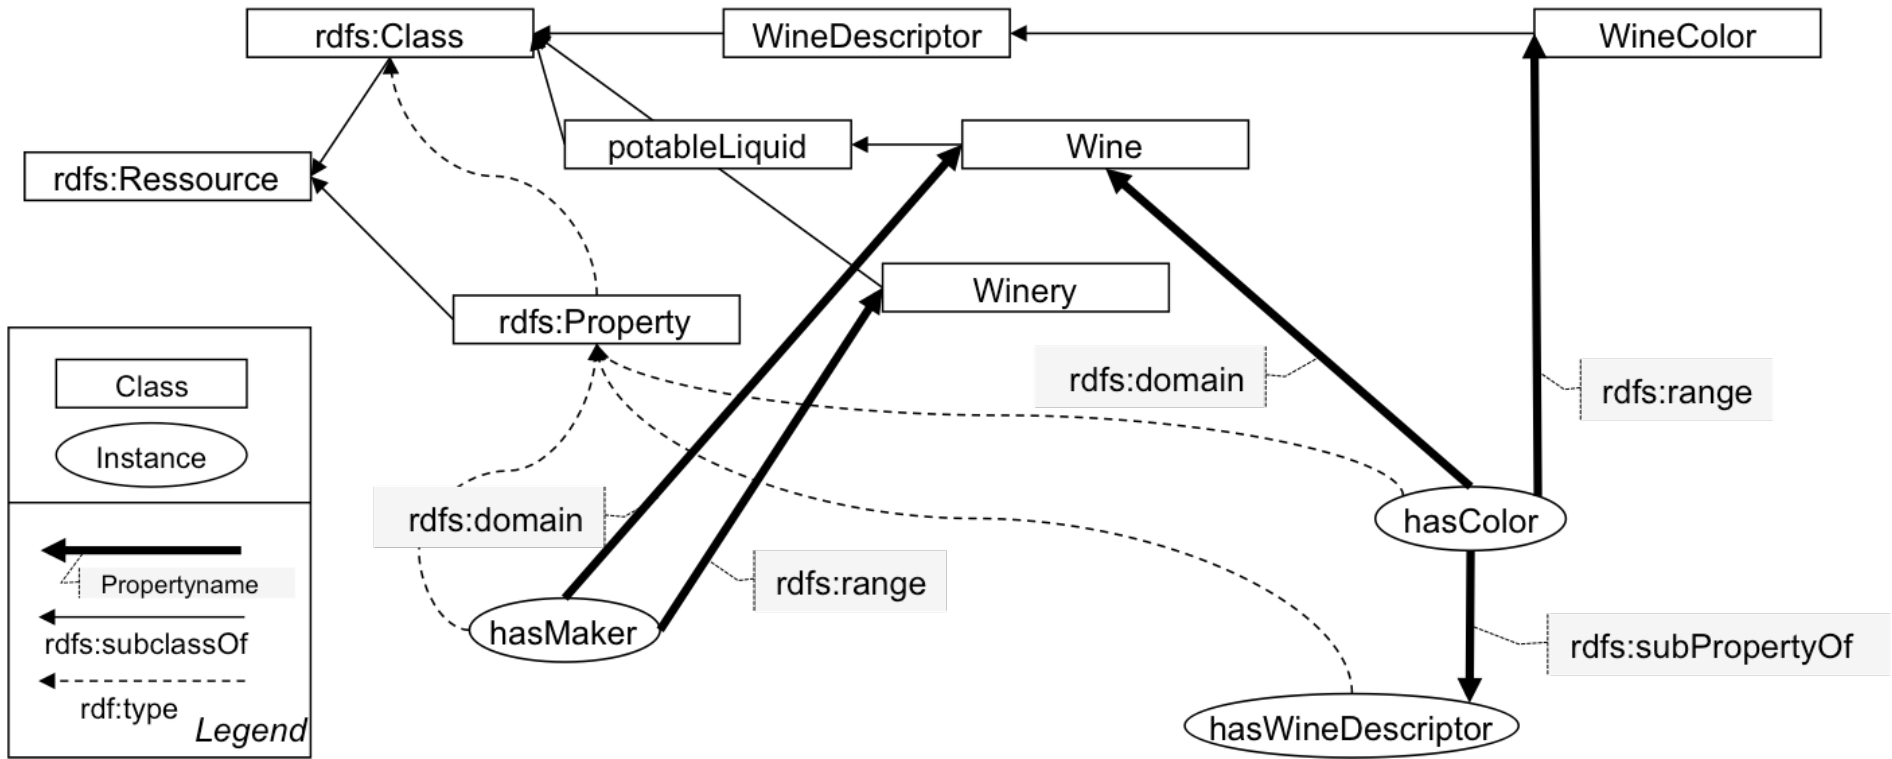 rdfs:Class
WineDescriptor
WineColor
potableLiquid
Wine
rdfs:Ressource
Winery
rdfs:Property
rdfs:domain
rdfs:range
Class
Instance
rdfs:domain
hasColor
Propertyname
rdfs:range
rdfs:subclassOf
hasMaker
rdfs:subPropertyOf
rdf:type
Legend
hasWineDescriptor